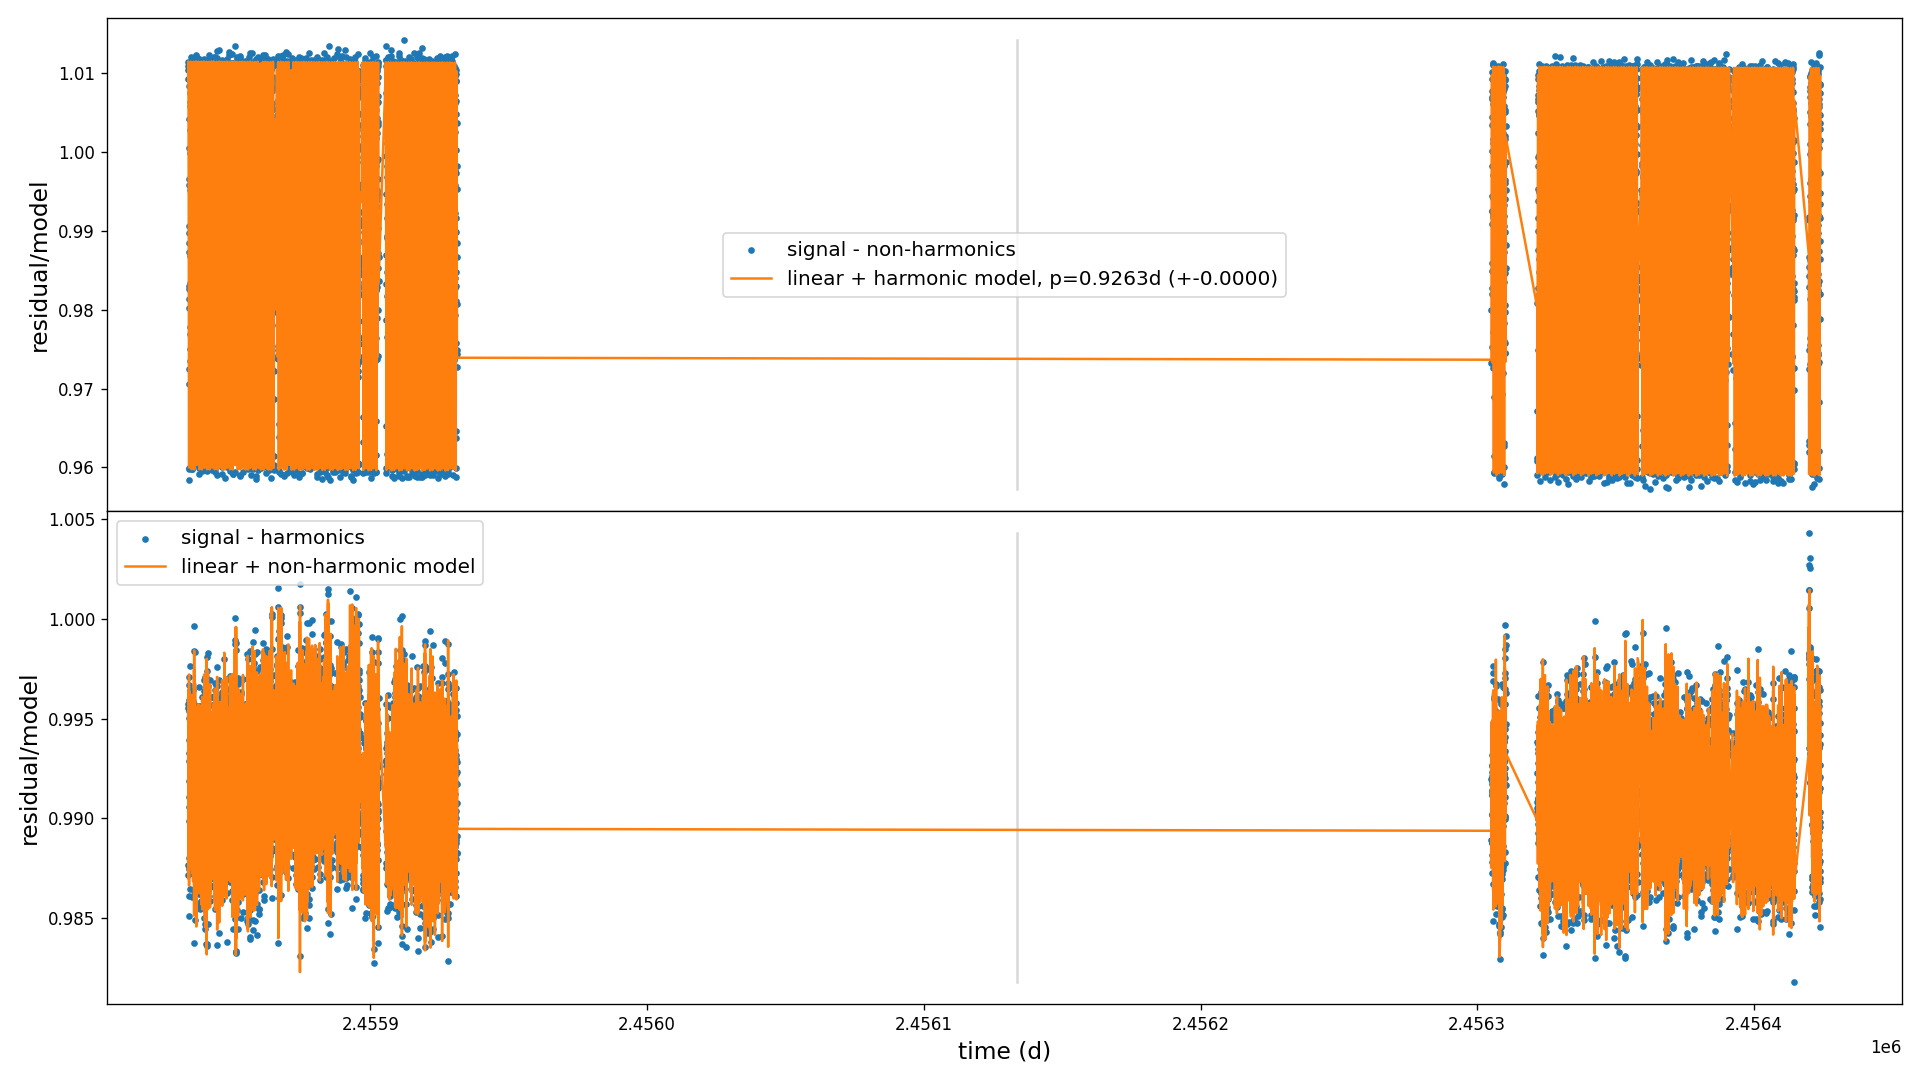 1.01
1.00
0.99
0.98
0.97
0.96
residual/model
signal - non-harmonics
linear + harmonic model, p=0.9263d (+-0.0000)
1.005
1.000
0.995
0.990
0.985
residual/model
signal - harmonics
linear + non-harmonic model
2.4559 2.4560 2.4561 2.4562 2.4563 2.4564
1e6
time (d)